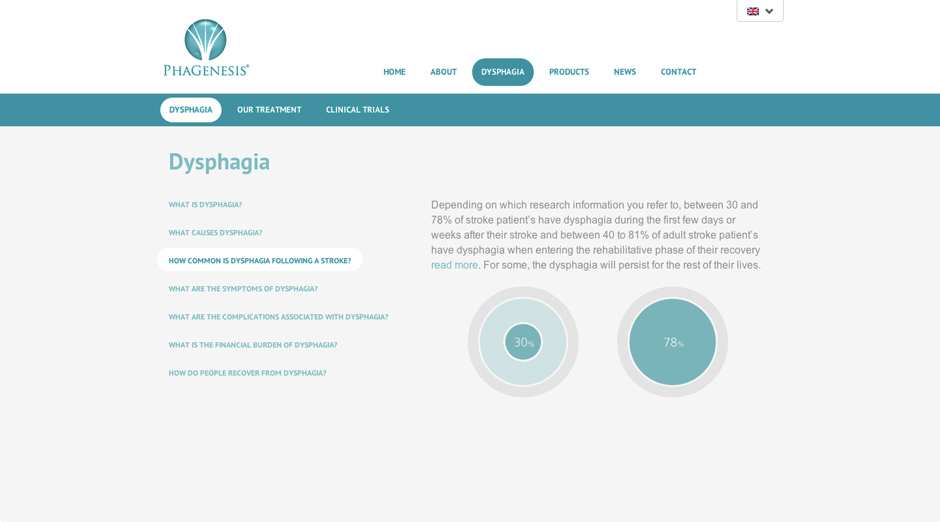 PHAGENESIS®
HOME
ABOUT
DYSPHAGIA
PRODUCTS
NEWS
CONTACT
DYSPHAGIA
OUR TREATMENT
CLINICAL TRIALS
Dysphagia
WHAT IS DYSPHAGIA?
WHAT CAUSES DYSPHAGIA?
HOW COMMON IS DYSPHAGIA FOLLOWING A STROKE?
WHAT ARE THE SYMPTOMS OF DYSPHAGIA?
WHAT ARE THE COMPLICATIONS ASSOCIATED WITH DYSPHAGIA?
WHAT IS THE FINANCIAL BURDEN OF DYSPHAGIA?
HOW DO PEOPLE RECOVER FROM DYSPHAGIA?
Depending on which research information you refer to, between 30 and
78% of stroke patient's have dysphagia during the first few days or
weeks after their stroke and between 40 to 81% of adult stroke patient's
have dysphagia when entering the rehabilitative phase of their recovery
read more. For some, the dysphagia will persist for the rest of their lives.
30%
78%